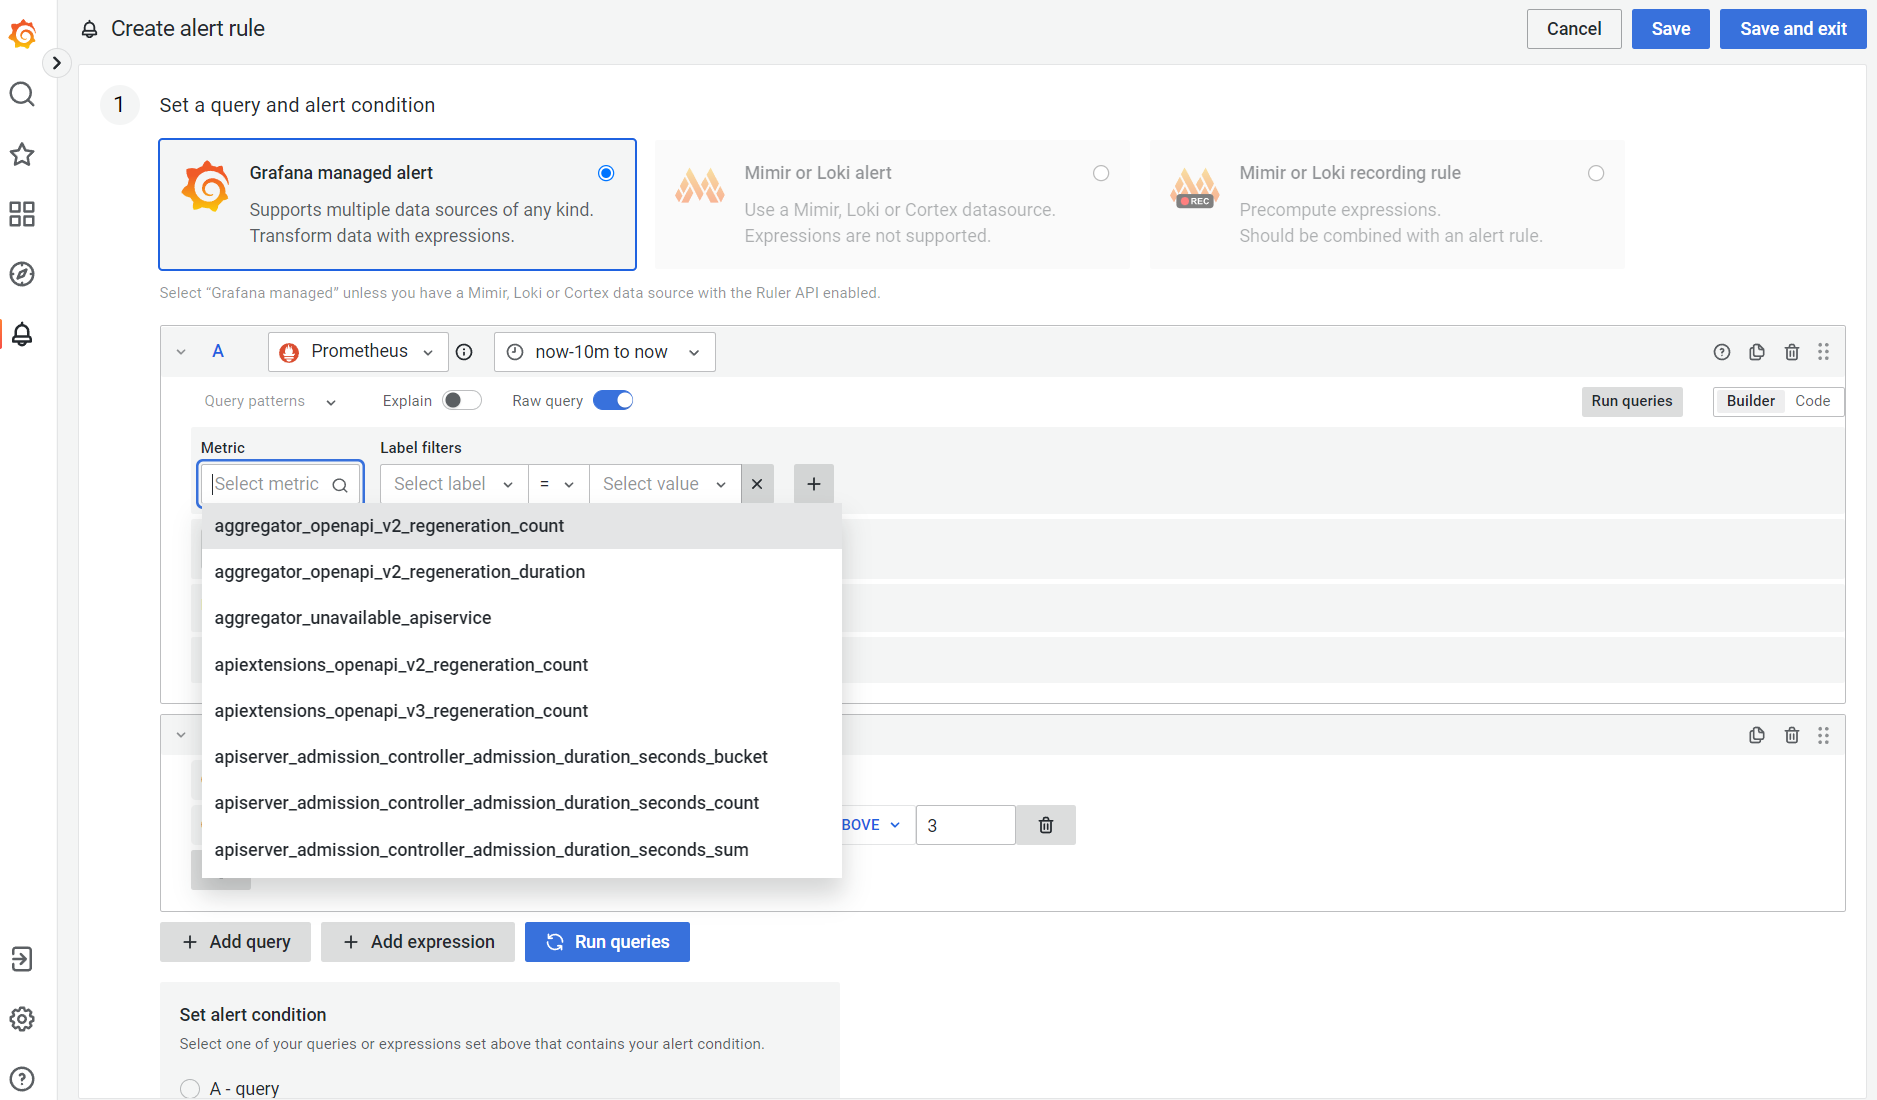 Create alert rule
Cancel
Save
Save and exit
1
Set a query and alert condition
Grafana managed alert
Supports multiple data sources of any kind.
Transform data with expressions.
Mimir or Loki alert
Use a Mimir, Loki or Cortex datasource.
Expressions are not supported.
REC
Mimir or Loki recording rule
Precompute expressions.
Should be combined with an alert rule.
Select “Grafana managed” unless you have a Mimir, Loki or Cortex data source with the Ruler API enabled.
A
Prometheus
now-10m to now
Query patterns
Explain
Raw query
Run queries
Builder
Code
Metric
Label filters
Select metric
Select label
=
Select value
aggregator_openapi_v2_regeneration_count
aggregator_openapi_v2_regeneration_duration
aggregator_unavailable_apiservice
apiextensions_openapi_v2_regeneration_count
apiextensions_openapi_v3_regeneration_count
apiserver_admission_controller_admission_duration_seconds_bucket
apiserver_admission_controller_admission_duration_seconds_count
BOVE
3
apiserver_admission_controller_admission_duration_seconds_sum
Add query
Add expression
Run queries
Set alert condition
Select one of your queries or expressions set above that contains your alert condition.
A - query